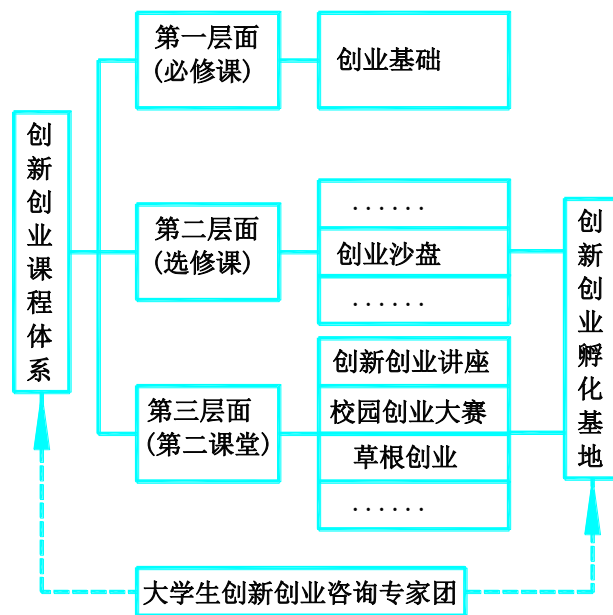 创新创业课程体系
第一层面
(必修课)
创业基础
第二层面
(选修课)
......
创业沙盘
......
第三层面
(第二课堂)
创新创业讲座
校园创业大赛
草根创业
......
创新创业孵化基地
大学生创新创业咨询专家团